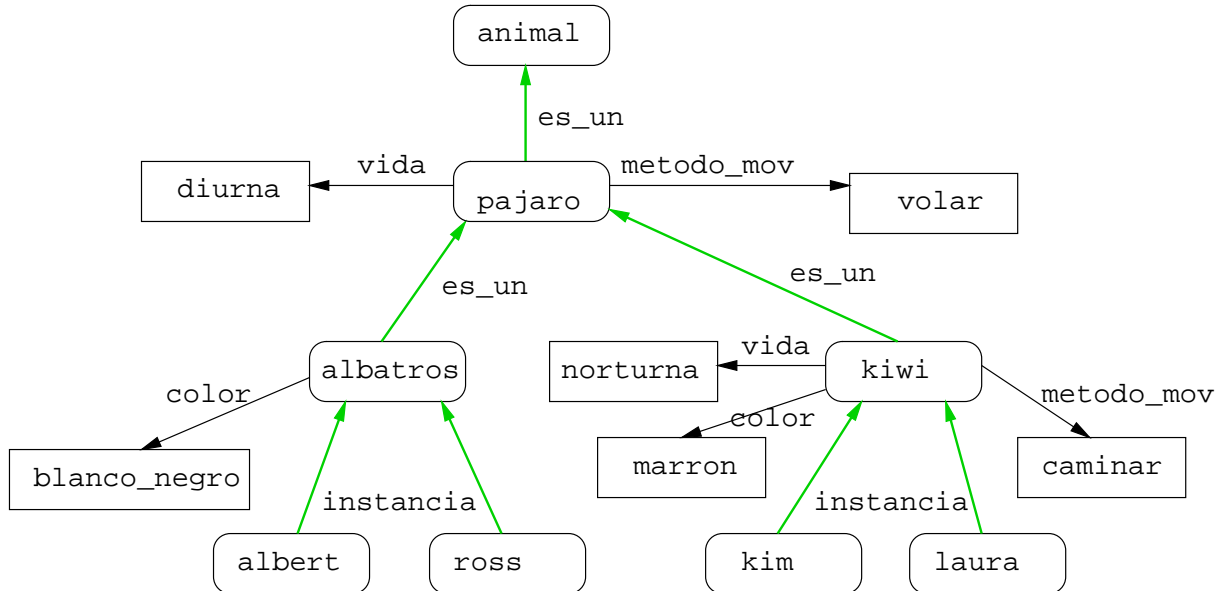 animal
es_un
vida
metodo_mov
diurna
pajaro
volar
es_un
es_un
vida
albatros
norturna
kiwi
color
metodo_mov
color
blanco_negro
marron
caminar
instancia
instancia
albert
ross
kim
laura